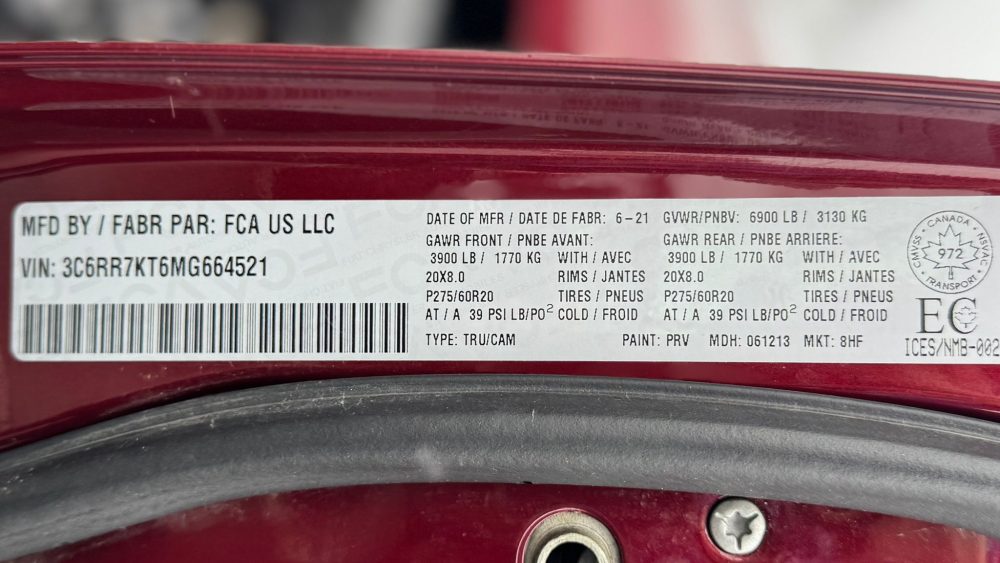 MFD BY / FABR PAR: FCA US LLC
VIN: 3C6RR7KT6MG664521
DATE OF MFR / DATE DE FABR: 6-21 GVWR/PNBV: 6900 LB / 3130 KG
GAWR FRONT / PNBE AVANT: GAWR REAR / PNBE ARRIERE:
3900 LB / 1770 KG WITH / AVEC 3900 LB / 1770 KG WITH / AVEC
20X8.0 RIMS / JANTES 20X8.0 RIMS / JANTES
P275/60R20 TIRES / PNEUS P275/60R20 TIRES / PNEUS
AT / A 39 PSI LB/PO² COLD / FROID AT / A 39 PSI LB/PO² COLD / FROID
TYPE: TRU/CAM PAINT: PRV MDH: 061213 MKT: 8HF
CANADA
CMVSS
NSVAC
972
TRANSPORT
EC
ICES/NMB-002